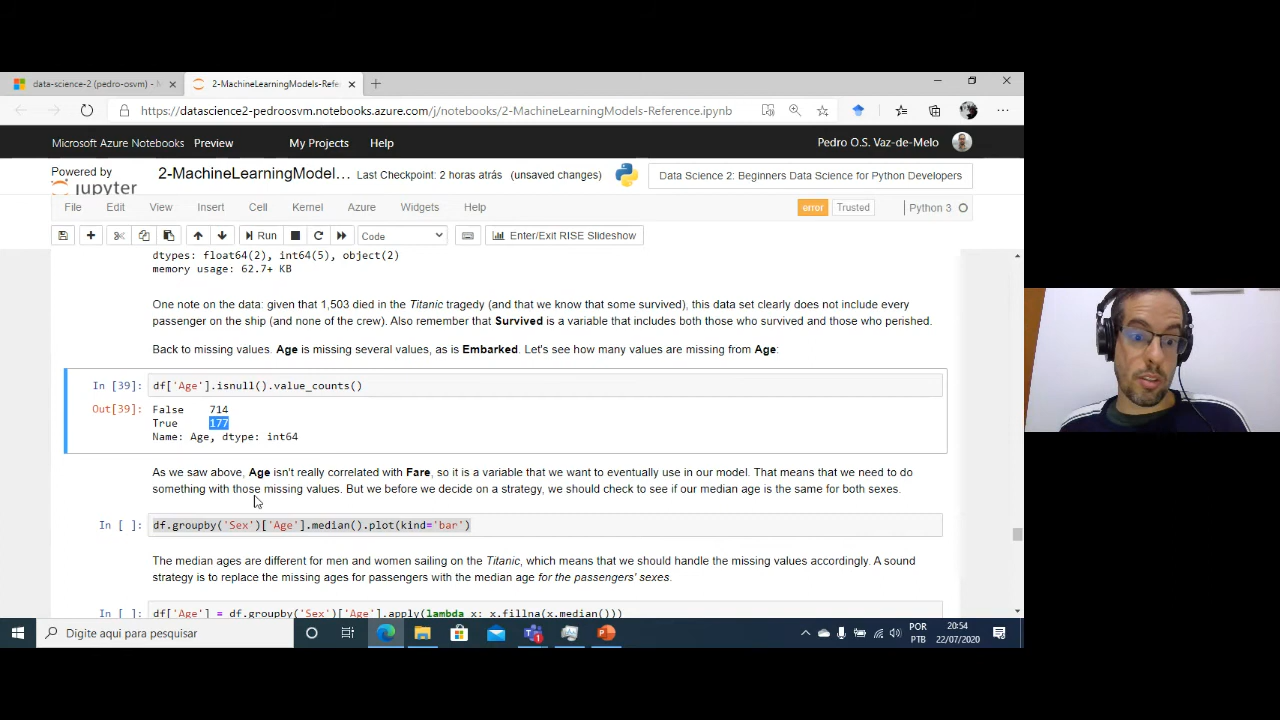 data-science-2 (pedro-osvm) - M
2-MachineLearningModels-Refe
https://datascience2-pedroosvm.notebooks.azure.com/j/notebooks/2-MachineLearningModels-Reference.ipynb
Microsoft Azure Notebooks Preview My Projects Help Pedro O.S. Vaz-de-Melo
Powered by
jupyter
2-MachineLearningModel... Last Checkpoint: 2 horas atrás (unsaved changes) Data Science 2: Beginners Data Science for Python Developers
File Edit View Insert Cell Kernel Azure Widgets Help error Trusted Python 3
Run Code Enter/Exit RISE Slideshow
dtypes: float64(2), int64(5), object(2)
memory usage: 62.7+ KB
One note on the data: given that 1,503 died in the Titanic tragedy (and that we know that some survived), this data set clearly does not include every
passenger on the ship (and none of the crew). Also remember that Survived is a variable that includes both those who survived and those who perished.
Back to missing values. Age is missing several values, as is Embarked. Let's see how many values are missing from Age:
In [39]: df['Age'].isnull().value_counts()
Out[39]: False 714
True 177
Name: Age, dtype: int64
As we saw above, Age isn't really correlated with Fare, so it is a variable that we want to eventually use in our model. That means that we need to do
something with those missing values. But we before we decide on a strategy, we should check to see if our median age is the same for both sexes.
In [ ]: df.groupby('Sex')['Age'].median().plot(kind='bar')
The median ages are different for men and women sailing on the Titanic, which means that we should handle the missing values accordingly. A sound
strategy is to replace the missing ages for passengers with the median age for the passengers' sexes.
In [ ]: df['Age'] = df.groupby('Sex')['Age'].apply(lambda x: x.fillna(x.median()))
Digite aqui para pesquisar
POR
PTB
20:54
22/07/2020